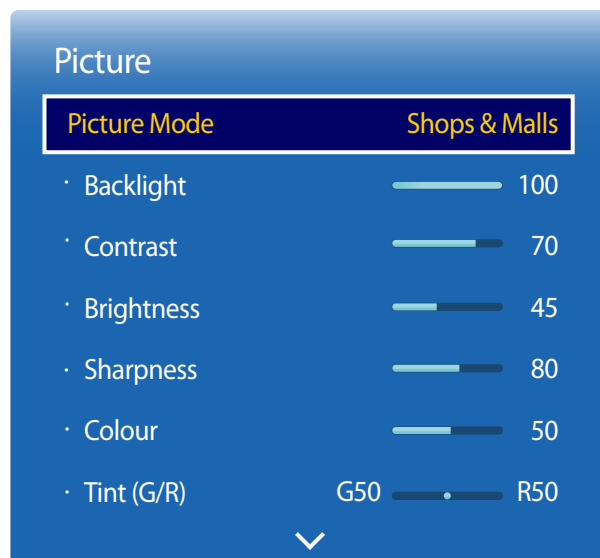 Picture
Picture Mode Shops & Malls
· Backlight 100
· Contrast 70
· Brightness 45
· Sharpness 80
· Colour 50
· Tint (G/R) G50 R50